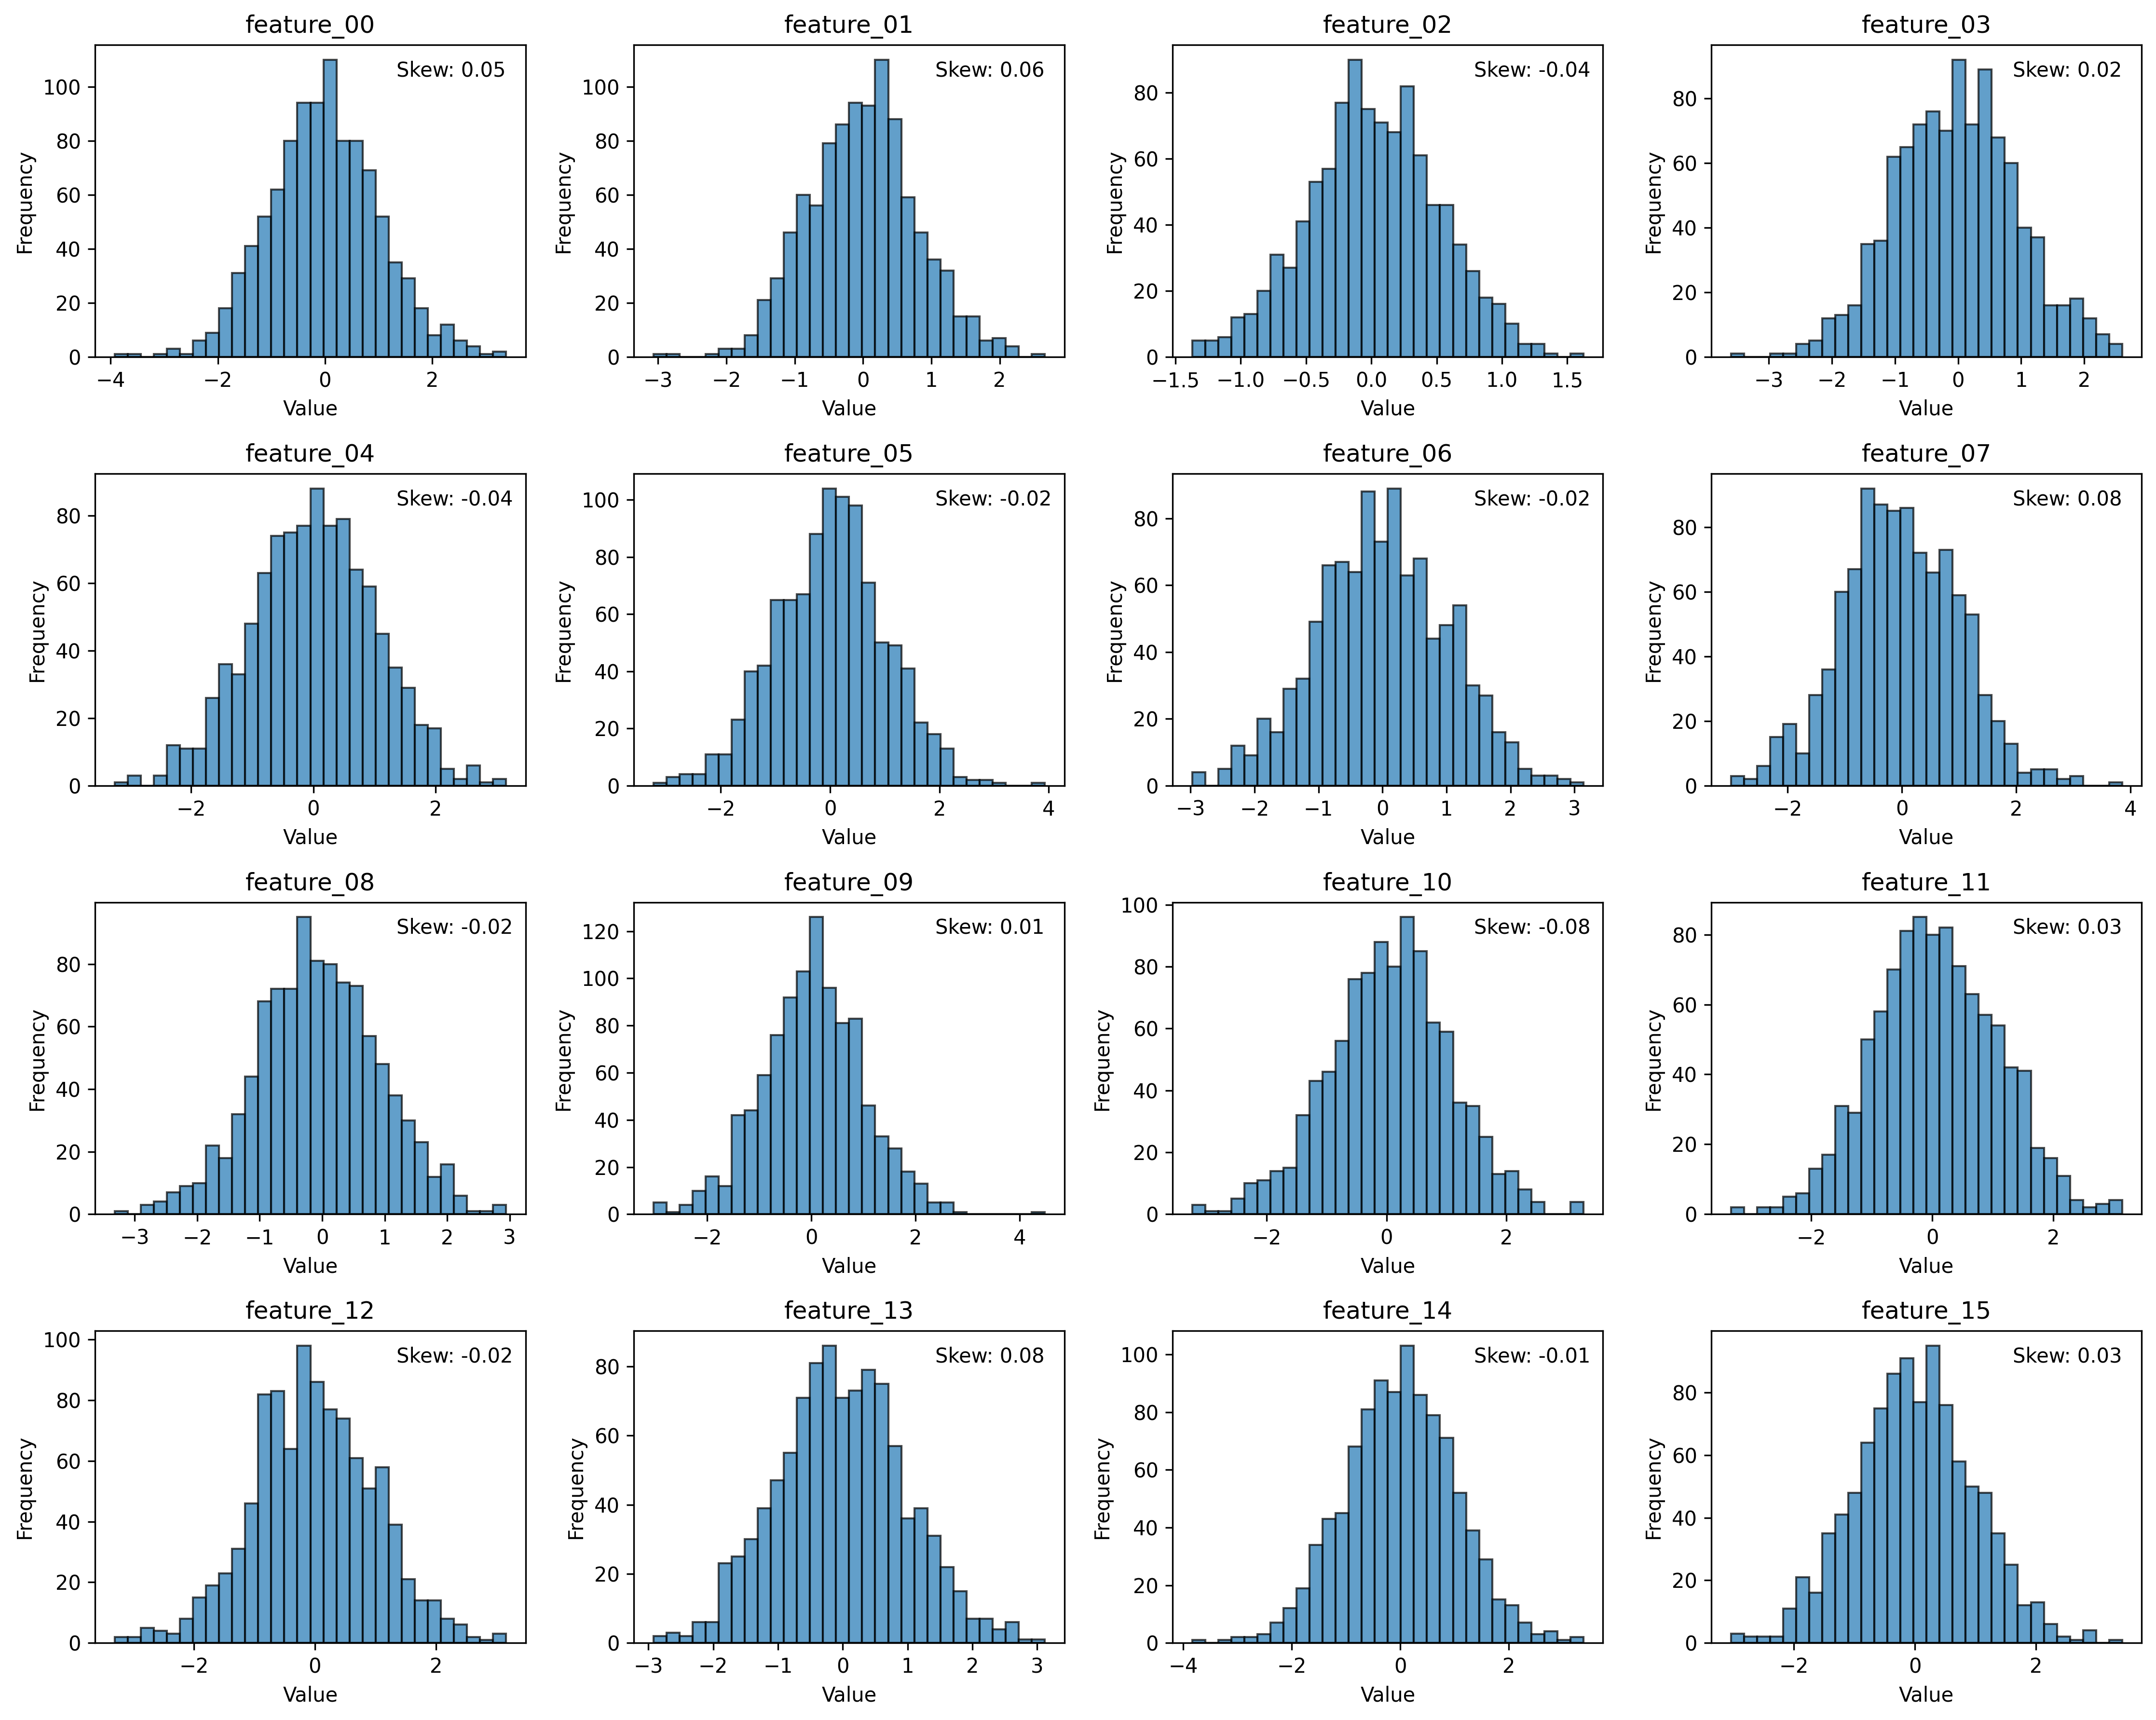 feature_00
Skew: 0.05
Frequency
100
80
60
40
20
0
−4 −2 0 2
Value
feature_01
Skew: 0.06
Frequency
100
80
60
40
20
0
−3 −2 −1 0 1 2
Value
feature_02
Skew: -0.04
Frequency
80
60
40
20
0
−1.5 −1.0 −0.5 0.0 0.5 1.0 1.5
Value
feature_03
Skew: 0.02
Frequency
80
60
40
20
0
−3 −2 −1 0 1 2
Value
feature_04
Skew: -0.04
Frequency
80
60
40
20
0
−2 0 2
Value
feature_05
Skew: -0.02
Frequency
100
80
60
40
20
0
−2 0 2 4
Value
feature_06
Skew: -0.02
Frequency
80
60
40
20
0
−3 −2 −1 0 1 2 3
Value
feature_07
Skew: 0.08
Frequency
80
60
40
20
0
−2 0 2 4
Value
feature_08
Skew: -0.02
Frequency
80
60
40
20
0
−3 −2 −1 0 1 2 3
Value
feature_09
Skew: 0.01
Frequency
120
100
80
60
40
20
0
−2 0 2 4
Value
feature_10
Skew: -0.08
Frequency
100
80
60
40
20
0
−2 0 2
Value
feature_11
Skew: 0.03
Frequency
80
60
40
20
0
−2 0 2
Value
feature_12
Skew: -0.02
Frequency
100
80
60
40
20
0
−2 0 2
Value
feature_13
Skew: 0.08
Frequency
80
60
40
20
0
−3 −2 −1 0 1 2 3
Value
feature_14
Skew: -0.01
Frequency
100
80
60
40
20
0
−4 −2 0 2
Value
feature_15
Skew: 0.03
Frequency
80
60
40
20
0
−2 0 2
Value